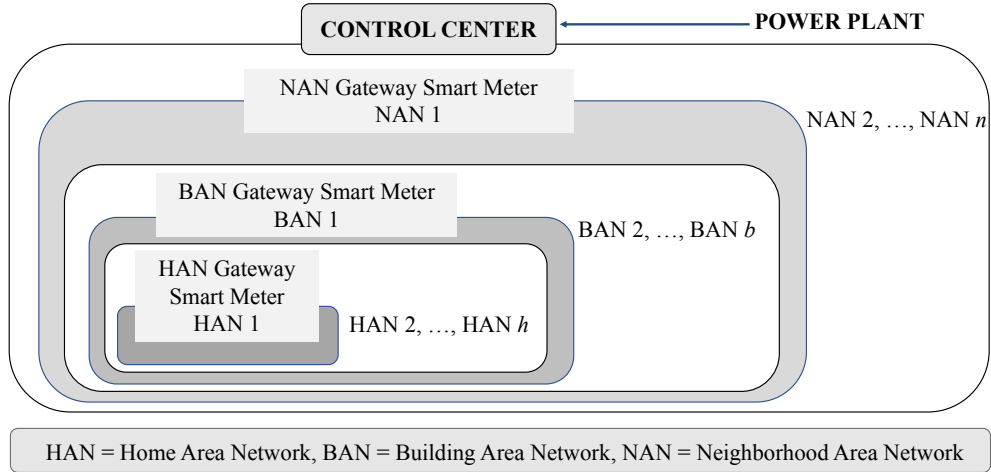 CONTROL CENTER
POWER PLANT
NAN Gateway Smart Meter
NAN 1
NAN 2, …, NAN n
BAN Gateway Smart Meter
BAN 1
BAN 2, …, BAN b
HAN Gateway
Smart Meter
HAN 1
HAN 2, …, HAN h
HAN = Home Area Network, BAN = Building Area Network, NAN = Neighborhood Area Network